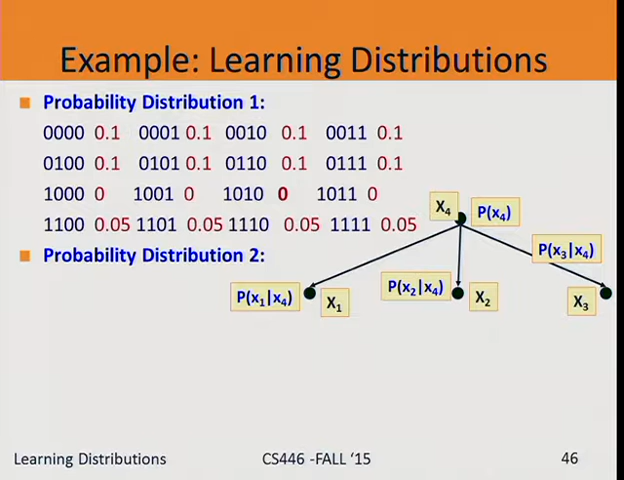 Example: Learning Distributions
Probability Distribution 1:
0000 0.1 0001 0.1 0010 0.1 0011 0.1
0100 0.1 0101 0.1 0110 0.1 0111 0.1
1000 0 1001 0 1010 0 1011 0
1100 0.05 1101 0.05 1110 0.05 1111 0.05
X₄ P(x₄)
Probability Distribution 2:
P(x₃|x₄)
P(x₁|x₄) X₁ P(x₂|x₄) X₂ X₃
Learning Distributions CS446 -FALL ‘15 46